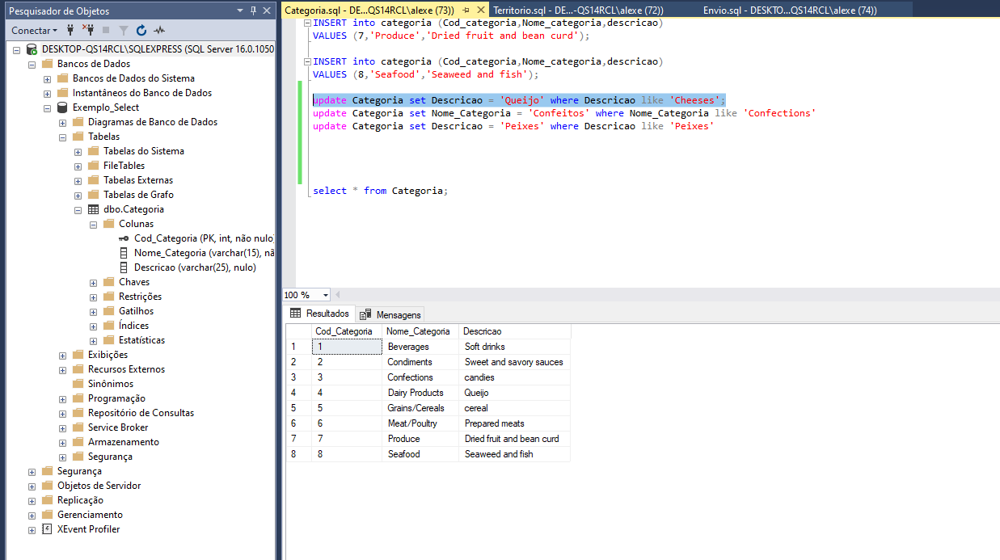 Pesquisador de Objetos
Conectar
DESKTOP-QS14RCL\SQLEXPRESS (SQL Server 16.0.1050
Bancos de Dados
Bancos de Dados do Sistema
Instantâneos do Banco de Dados
Exemplo_Select
Diagramas de Banco de Dados
Tabelas
Tabelas do Sistema
FileTables
Tabelas Externas
Tabelas de Grafo
dbo.Categoria
Colunas
Cod_Categoria (PK, int, não nulo)
Nome_Categoria (varchar(15), nã
Descricao (varchar(25), nulo)
Chaves
Restrições
Gatilhos
Índices
Estatísticas
Exibições
Recursos Externos
Sinônimos
Programação
Repositório de Consultas
Service Broker
Armazenamento
Segurança
Segurança
Objetos de Servidor
Replicação
Gerenciamento
XEvent Profiler
Categoria.sql - DE...QS14RCL\alexe (73)) Territorio.sql - DE...-QS14RCL\alexe (72)) Envio.sql - DESKTO...QS14RCL\alexe (74))
INSERT into categoria (Cod_categoria,Nome_categoria,descricao)
VALUES (7,'Produce','Dried fruit and bean curd');
INSERT into categoria (Cod_categoria,Nome_categoria,descricao)
VALUES (8,'Seafood','Seaweed and fish');
update Categoria set Descricao = 'Queijo' where Descricao like 'Cheeses';
update Categoria set Nome_Categoria = 'Confeitos' where Nome_Categoria like 'Confections'
update Categoria set Descricao = 'Peixes' where Descricao like 'Peixes'
select * from Categoria;
100 %
Resultados Mensagens
Cod_Categoria Nome_Categoria Descricao
1 1 Beverages Soft drinks
2 2 Condiments Sweet and savory sauces
3 3 Confections candies
4 4 Dairy Products Queijo
5 5 Grains/Cereals cereal
6 6 Meat/Poultry Prepared meats
7 7 Produce Dried fruit and bean curd
8 8 Seafood Seaweed and fish